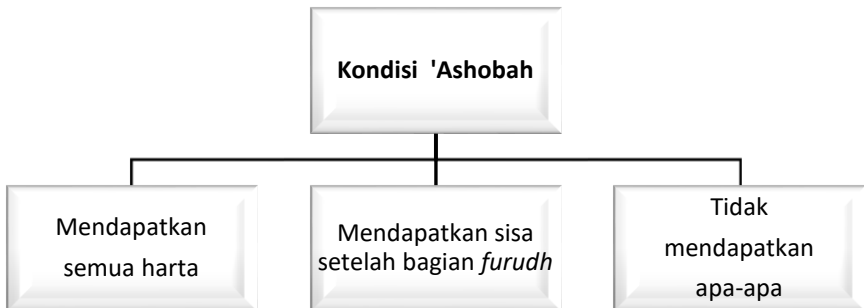 Kondisi 'Ashobah
Mendapatkan
semua harta
Mendapatkan sisa
setelah bagian furudh
Tidak
mendapatkan
apa-apa